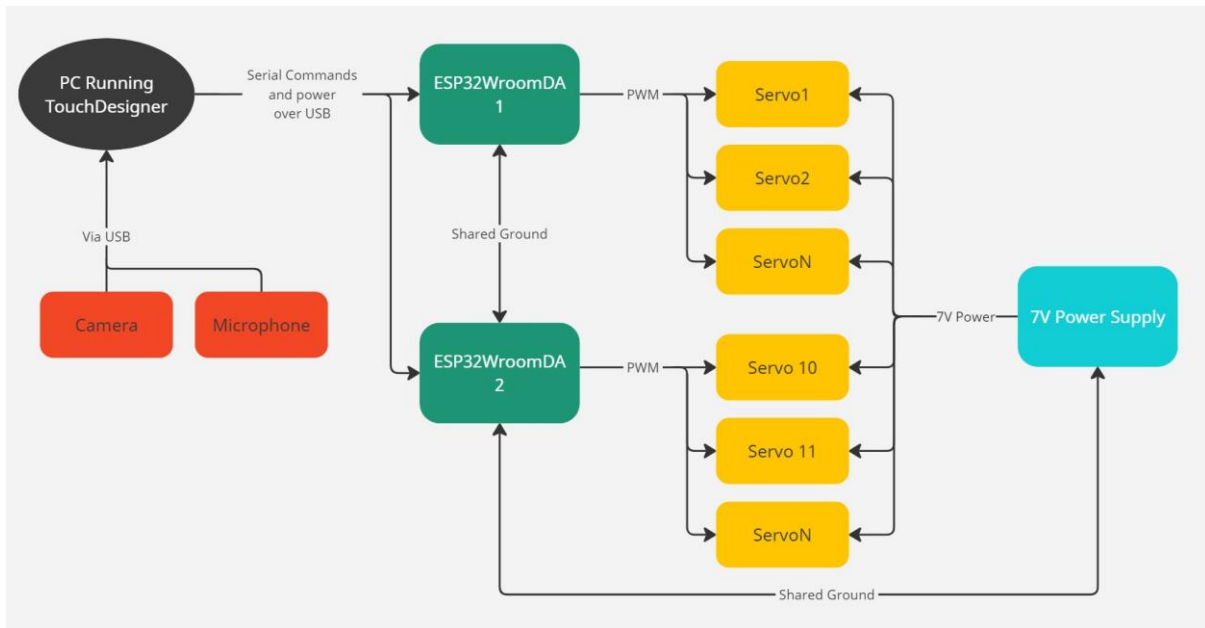 PC Running
TouchDesigner
Serial Commands
and power
over USB
ESP32WroomDA
1
PWM
Servo1
Servo2
ServoN
Via USB
Shared Ground
Camera
Microphone
ESP32WroomDA
2
PWM
Servo 10
Servo 11
ServoN
7V Power
7V Power Supply
Shared Ground